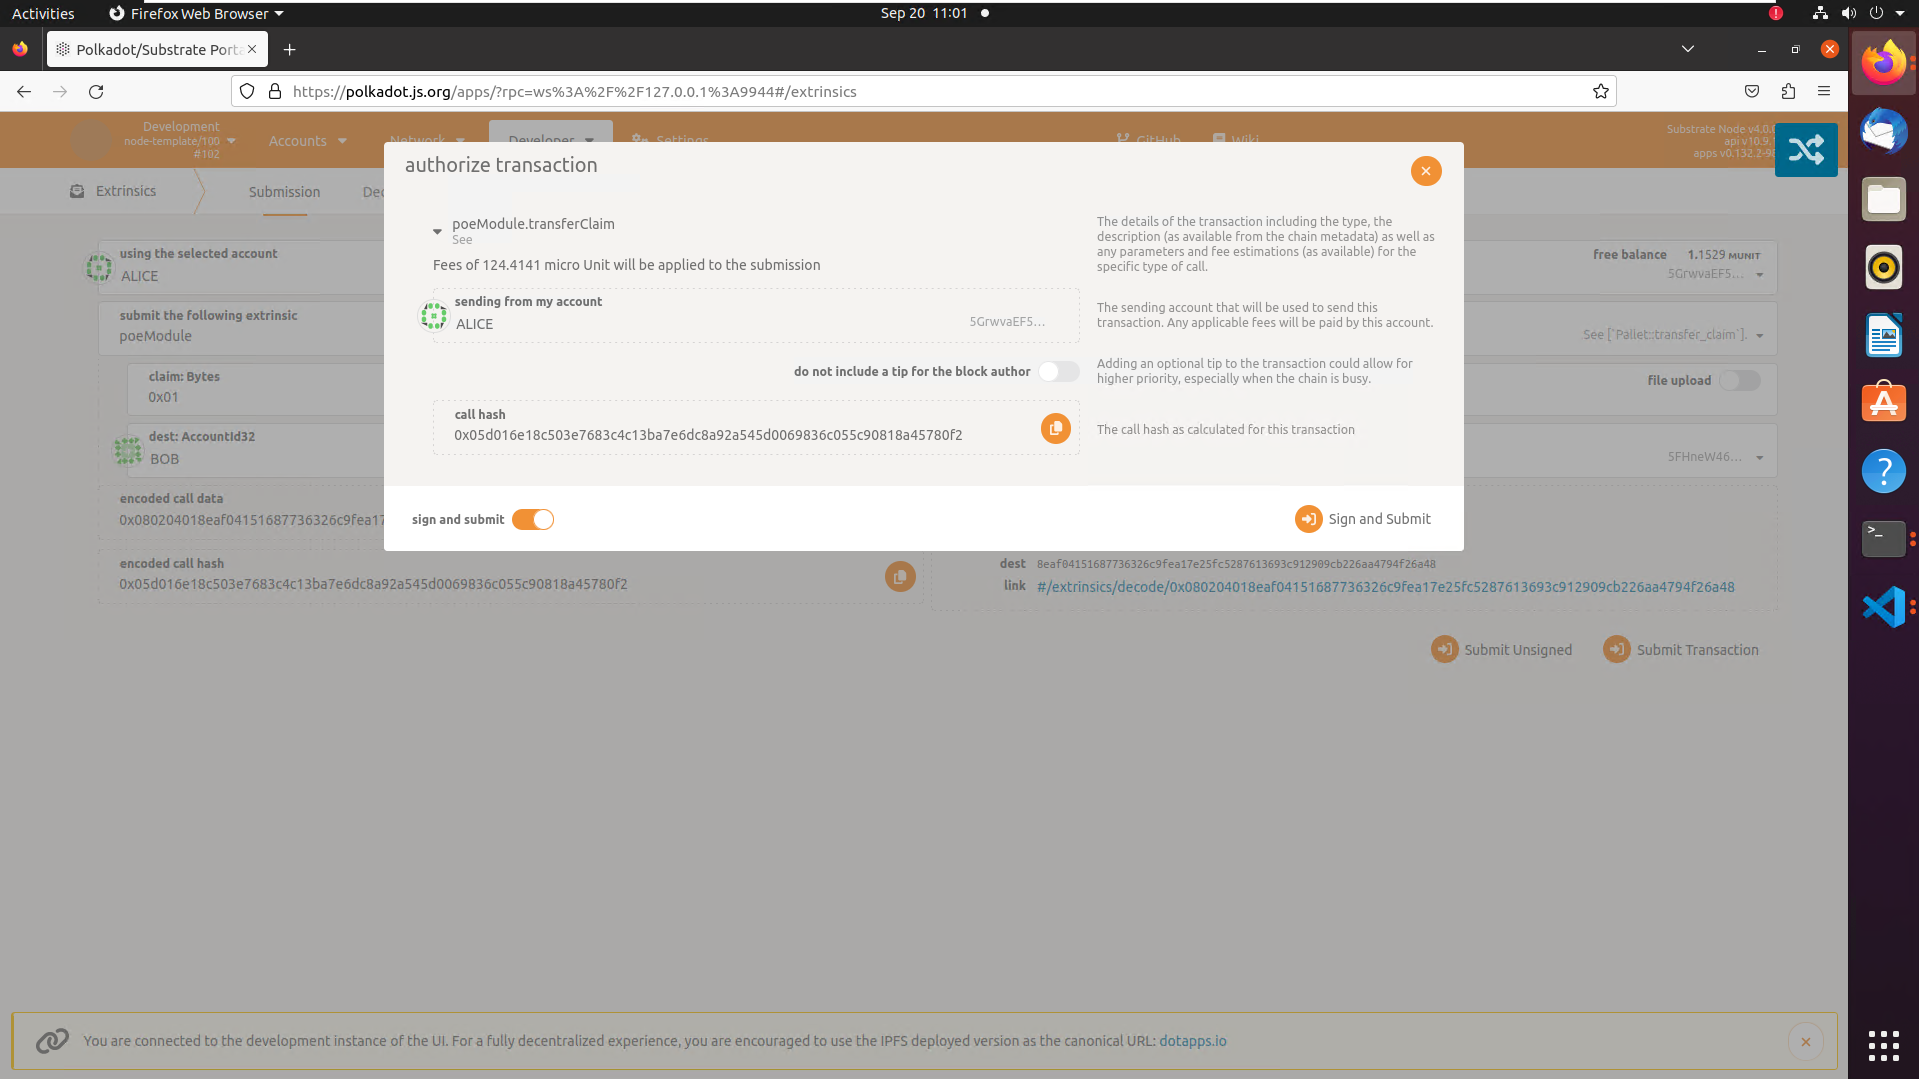 Activities
Firefox Web Browser
Sep 20 11:01
Polkadot/Substrate Porta
https://polkadot.js.org/apps/?rpc=ws%3A%2F%2F127.0.0.1%3A9944#/extrinsics
Development
node-template/100
#102
Accounts
Network
Developer
Settings
GitHub
Wiki
Substrate Node v4.0.0
api v10.9.1
apps v0.132.2-98
Extrinsics
Submission
Dec
authorize transaction
poeModule.transferClaim
See
Fees of 124.4141 micro Unit will be applied to the submission
The details of the transaction including the type, the
description (as available from the chain metadata) as well as
any parameters and fee estimations (as available) for the
specific type of call.
sending from my account
ALICE
5GrwvaEF5...
The sending account that will be used to send this
transaction. Any applicable fees will be paid by this account.
do not include a tip for the block author
Adding an optional tip to the transaction could allow for
higher priority, especially when the chain is busy.
call hash
0x05d016e18c503e7683c4c13ba7e6dc8a92a545d0069836c055c90818a45780f2
The call hash as calculated for this transaction
sign and submit
Sign and Submit
using the selected account
ALICE
free balance
1.1529 MUNIT
5GrwvaEF5...
submit the following extrinsic
poeModule
See [`Pallet::transfer_claim`].
claim: Bytes
0x01
file upload
dest: AccountId32
BOB
5FHneW46...
encoded call data
0x080204018eaf04151687736326c9fea17
encoded call hash
0x05d016e18c503e7683c4c13ba7e6dc8a92a545d0069836c055c90818a45780f2
dest 8eaf04151687736326c9fea17e25fc5287613693c912909cb226aa4794f26a48
link #/extrinsics/decode/0x080204018eaf04151687736326c9fea17e25fc5287613693c912909cb226aa4794f26a48
Submit Unsigned
Submit Transaction
You are connected to the development instance of the UI. For a fully decentralized experience, you are encouraged to use the IPFS deployed version as the canonical URL: dotapps.io